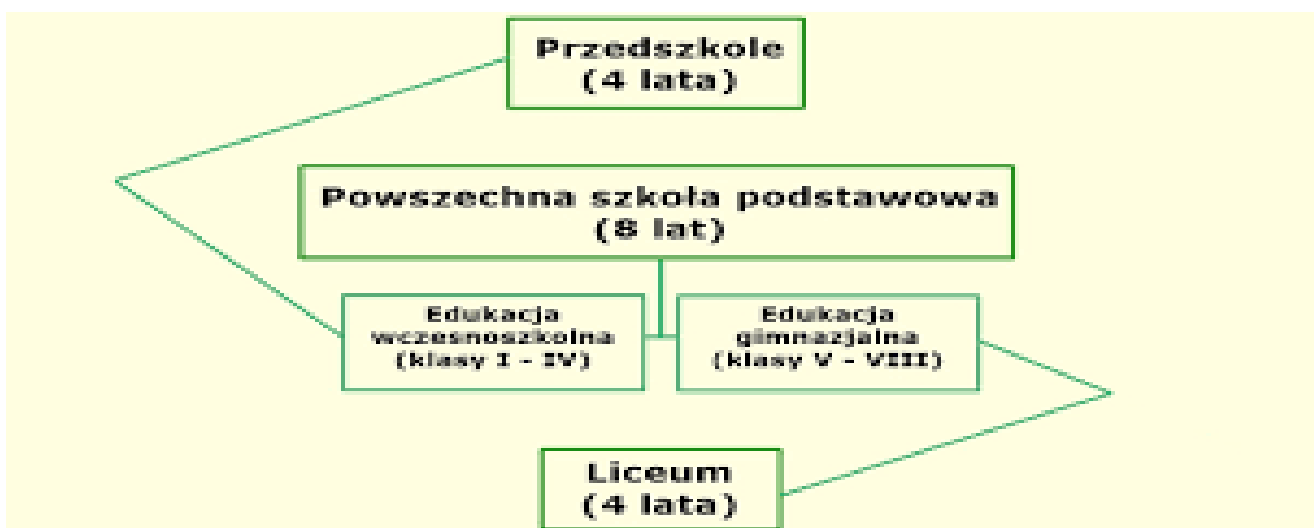 Przedszkole
(4 lata)
Powszechna szkoła podstawowa
(8 lat)
Edukacja
wczesnoszkolna
(klasy I - IV)
Edukacja
gimnazjalna
(klasy V - VIII)
Liceum
(4 lata)